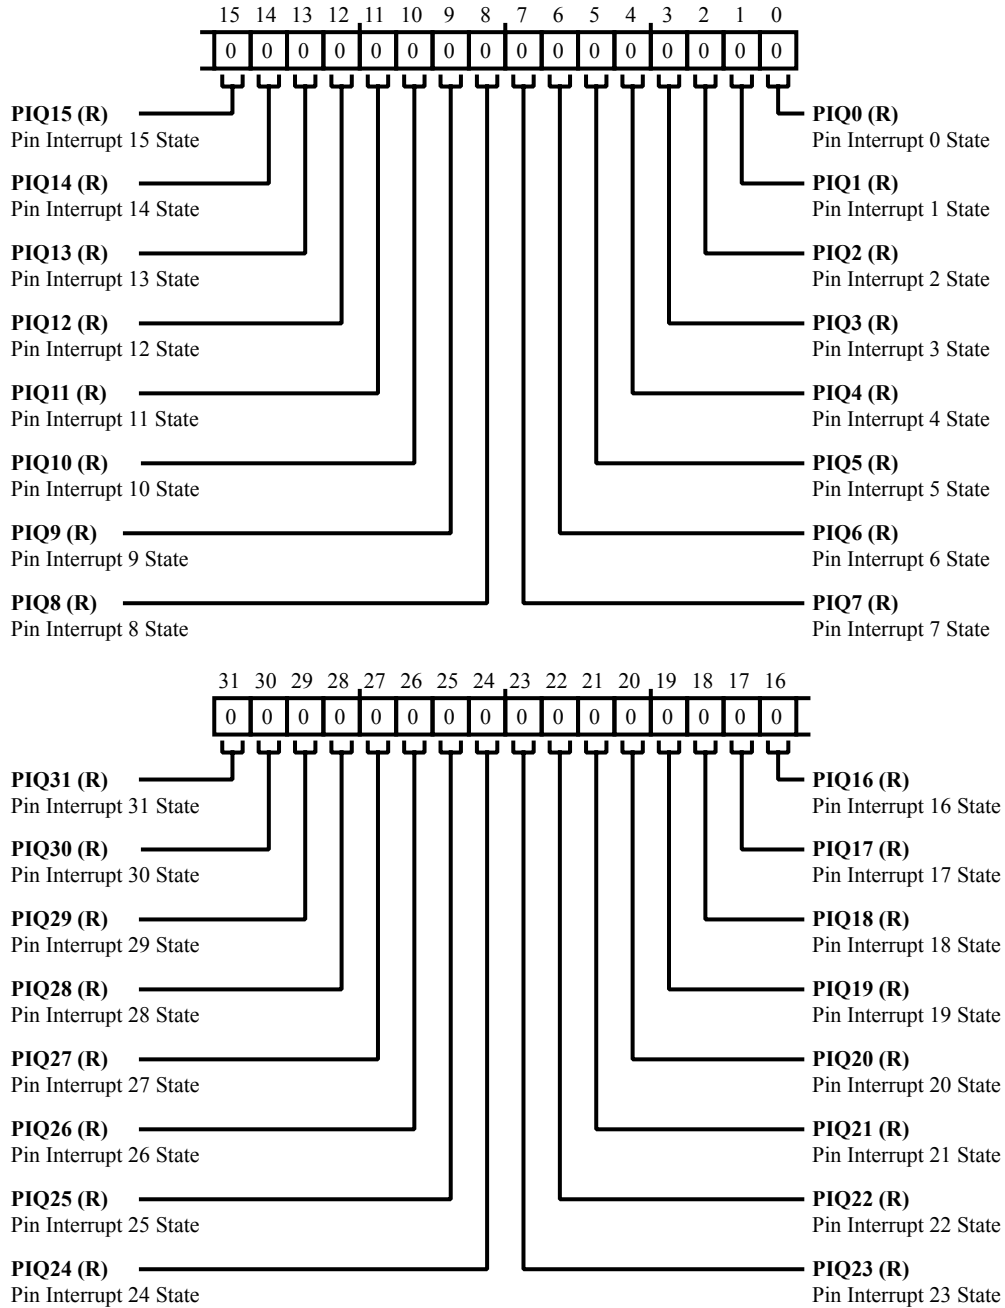 15 14 13 12 11 10 9 8 7 6 5 4 3 2 1 0
0 0 0 0 0 0 0 0 0 0 0 0 0 0 0 0
PIQ15 (R)
Pin Interrupt 15 State
PIQ14 (R)
Pin Interrupt 14 State
PIQ13 (R)
Pin Interrupt 13 State
PIQ12 (R)
Pin Interrupt 12 State
PIQ11 (R)
Pin Interrupt 11 State
PIQ10 (R)
Pin Interrupt 10 State
PIQ9 (R)
Pin Interrupt 9 State
PIQ8 (R)
Pin Interrupt 8 State
PIQ0 (R)
Pin Interrupt 0 State
PIQ1 (R)
Pin Interrupt 1 State
PIQ2 (R)
Pin Interrupt 2 State
PIQ3 (R)
Pin Interrupt 3 State
PIQ4 (R)
Pin Interrupt 4 State
PIQ5 (R)
Pin Interrupt 5 State
PIQ6 (R)
Pin Interrupt 6 State
PIQ7 (R)
Pin Interrupt 7 State
31 30 29 28 27 26 25 24 23 22 21 20 19 18 17 16
0 0 0 0 0 0 0 0 0 0 0 0 0 0 0 0
PIQ31 (R)
Pin Interrupt 31 State
PIQ30 (R)
Pin Interrupt 30 State
PIQ29 (R)
Pin Interrupt 29 State
PIQ28 (R)
Pin Interrupt 28 State
PIQ27 (R)
Pin Interrupt 27 State
PIQ26 (R)
Pin Interrupt 26 State
PIQ25 (R)
Pin Interrupt 25 State
PIQ24 (R)
Pin Interrupt 24 State
PIQ16 (R)
Pin Interrupt 16 State
PIQ17 (R)
Pin Interrupt 17 State
PIQ18 (R)
Pin Interrupt 18 State
PIQ19 (R)
Pin Interrupt 19 State
PIQ20 (R)
Pin Interrupt 20 State
PIQ21 (R)
Pin Interrupt 21 State
PIQ22 (R)
Pin Interrupt 22 State
PIQ23 (R)
Pin Interrupt 23 State